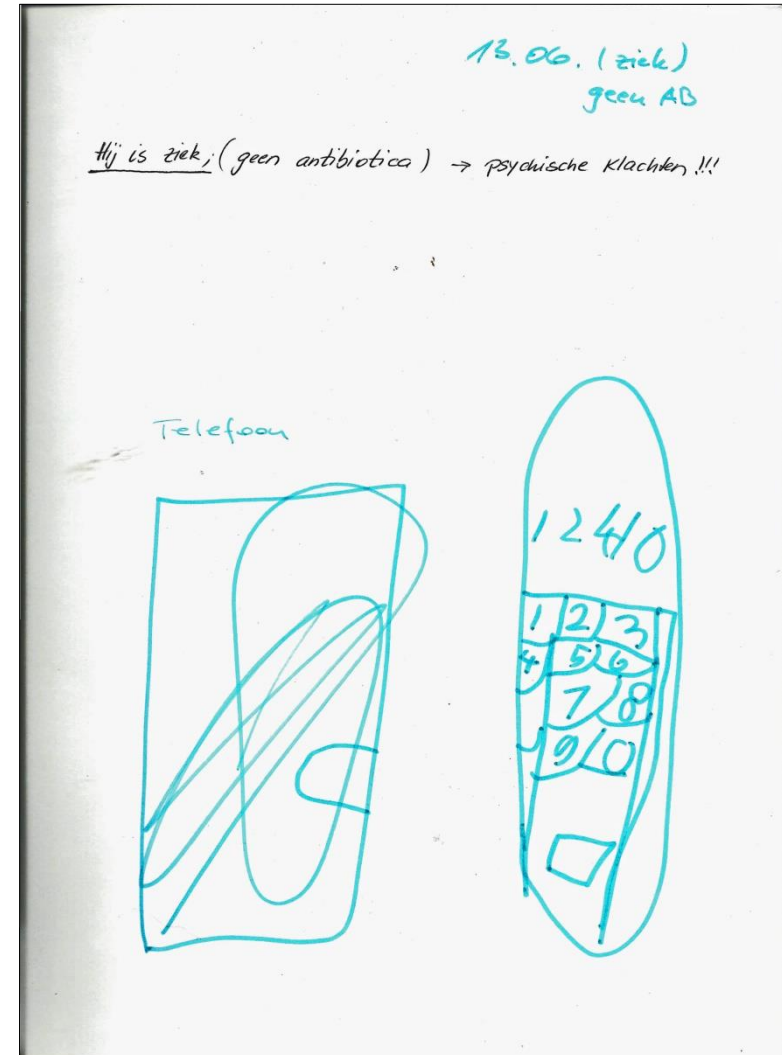 13.06. (ziek)
geen AB
Hij is ziek; (geen antibiotica) → psychische klachten !!!
Telefoon
12410
1 2 3
4 5 6
7 8
9 0